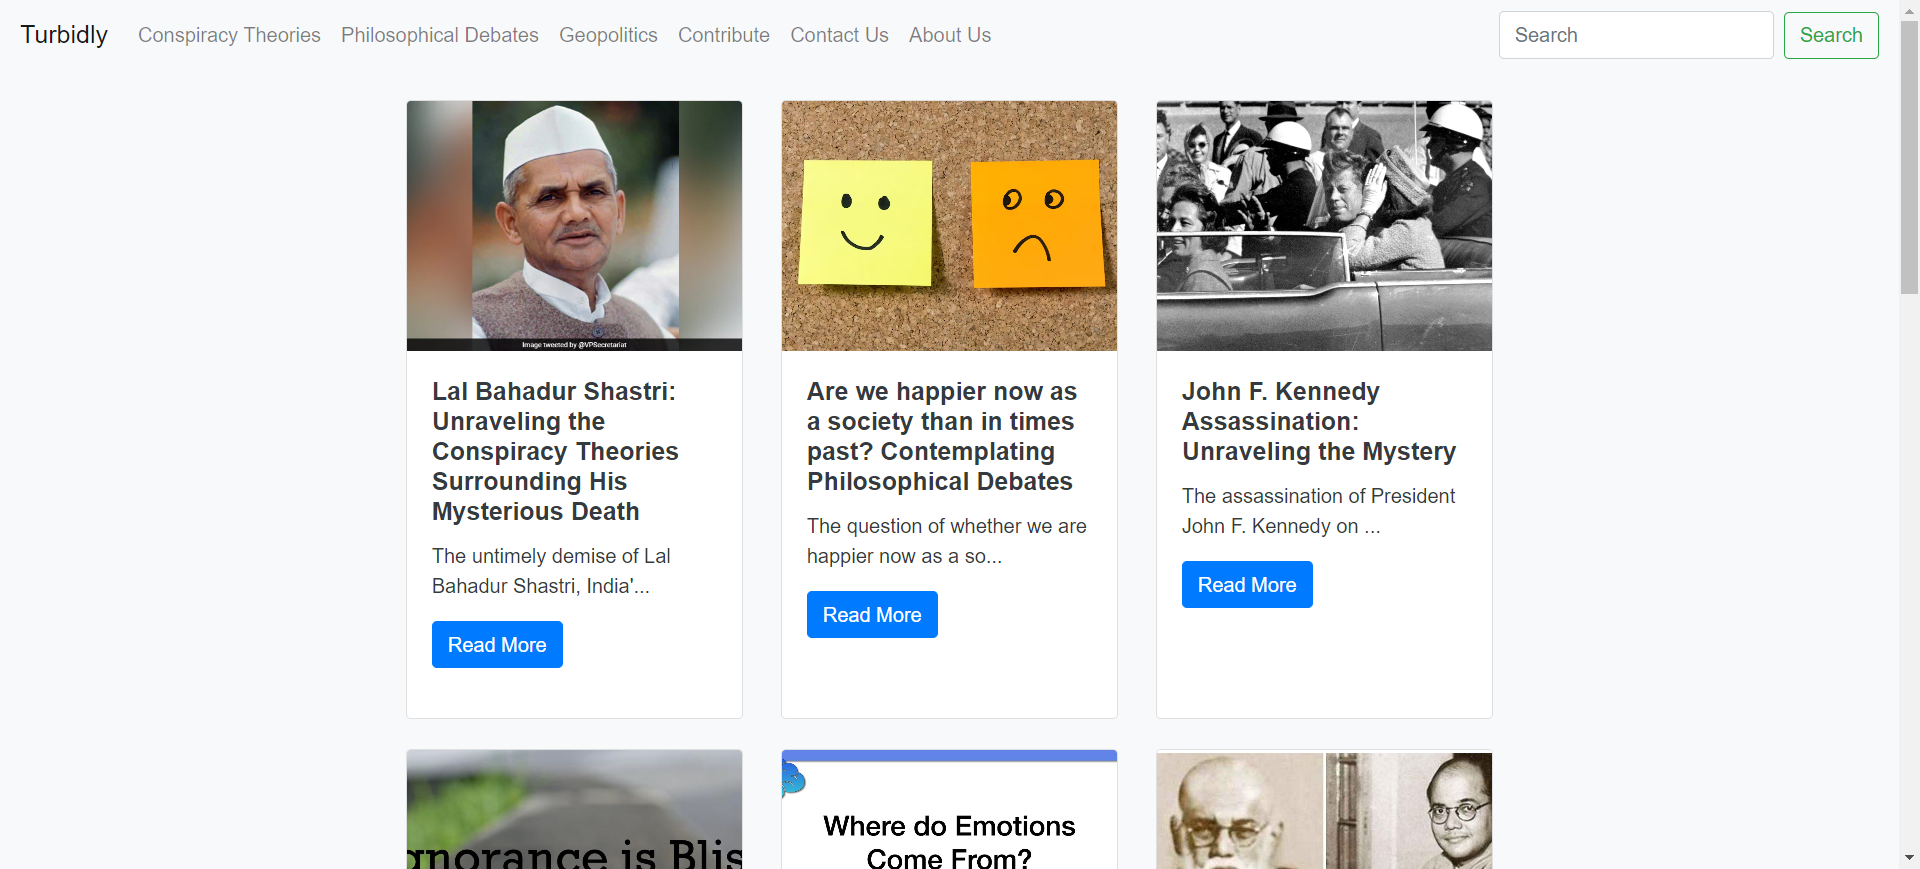 Turbidly Conspiracy Theories Philosophical Debates Geopolitics Contribute Contact Us About Us Search Search
Image tweeted by @VPSecretariat
Lal Bahadur Shastri:
Unraveling the
Conspiracy Theories
Surrounding His
Mysterious Death
The untimely demise of Lal
Bahadur Shastri, India'...
Read More
Are we happier now as
a society than in times
past? Contemplating
Philosophical Debates
The question of whether we are
happier now as a so...
Read More
John F. Kennedy
Assassination:
Unraveling the Mystery
The assassination of President
John F. Kennedy on ...
Read More
gnorance is Blis
Where do Emotions
Come From?